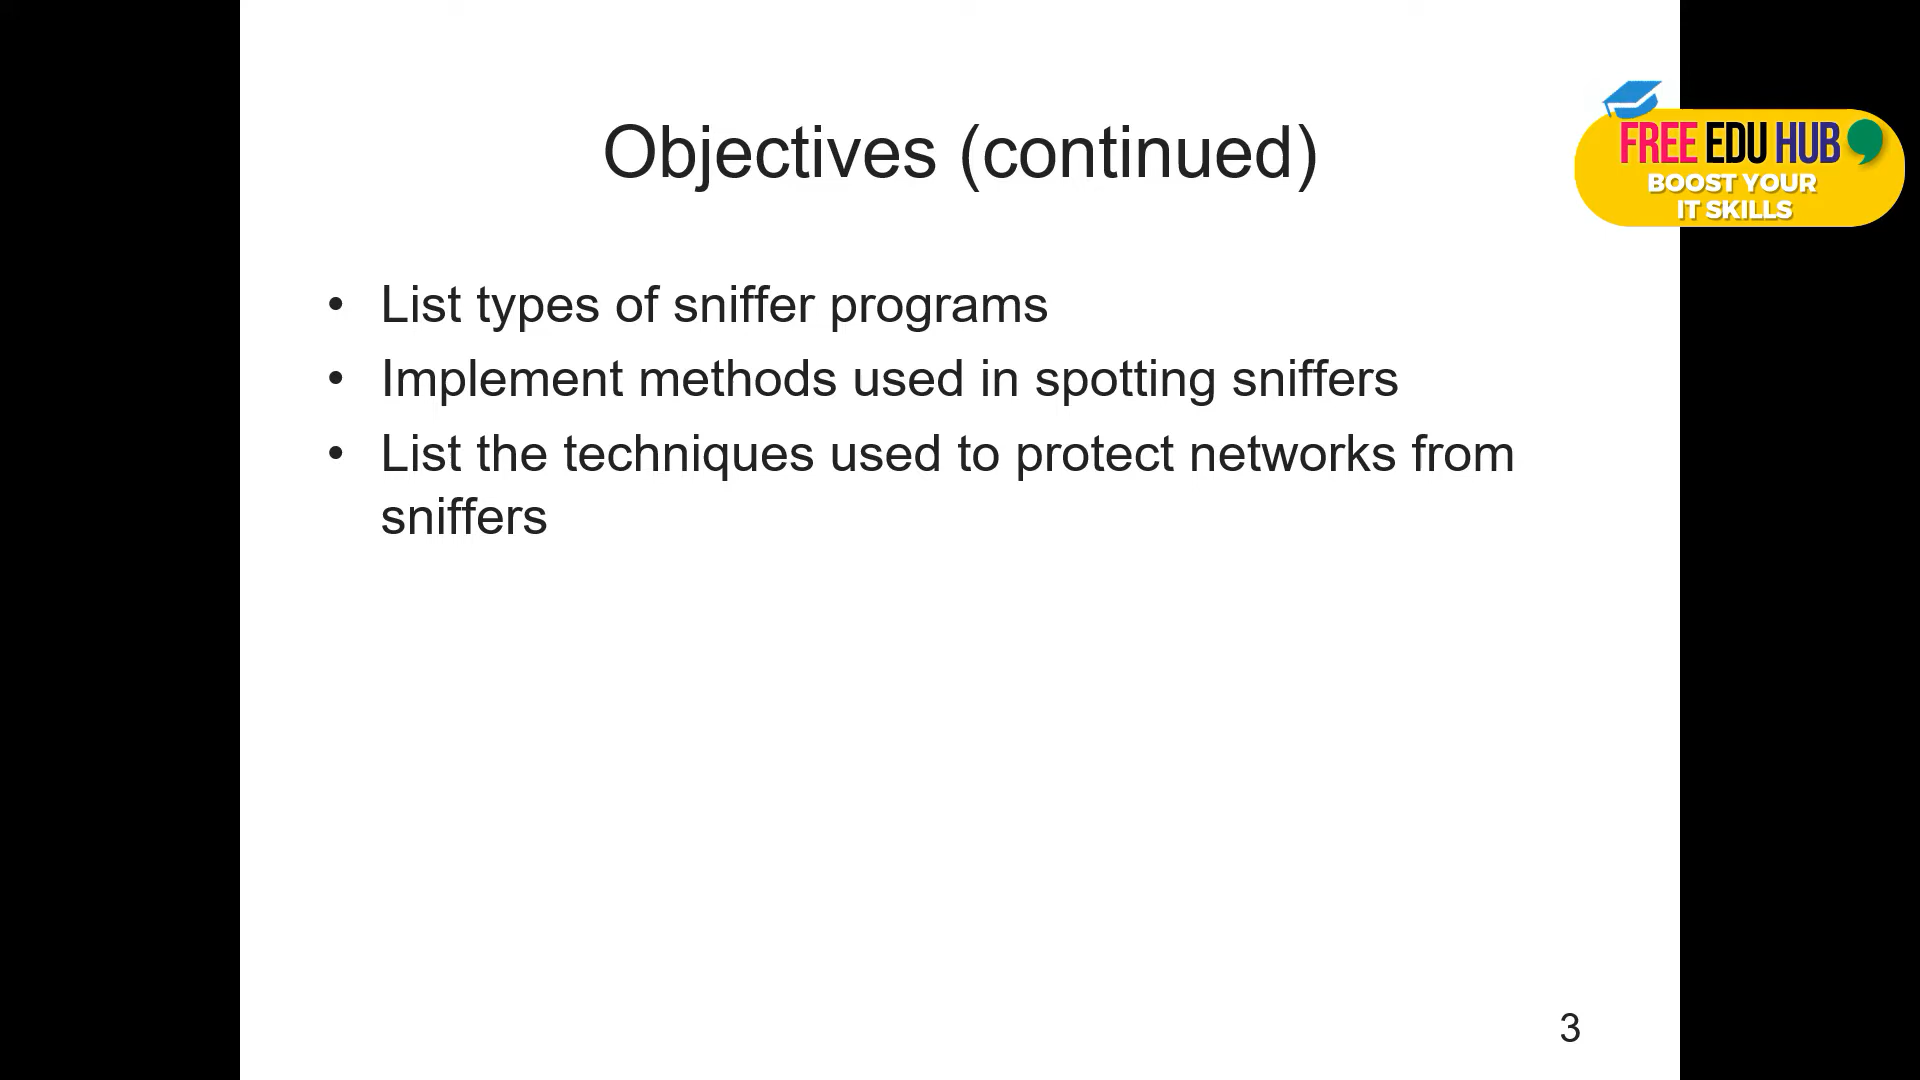 Objectives (continued)
FREE EDU HUB
BOOST YOUR
IT SKILLS
• List types of sniffer programs
• Implement methods used in spotting sniffers
• List the techniques used to protect networks from
sniffers
3